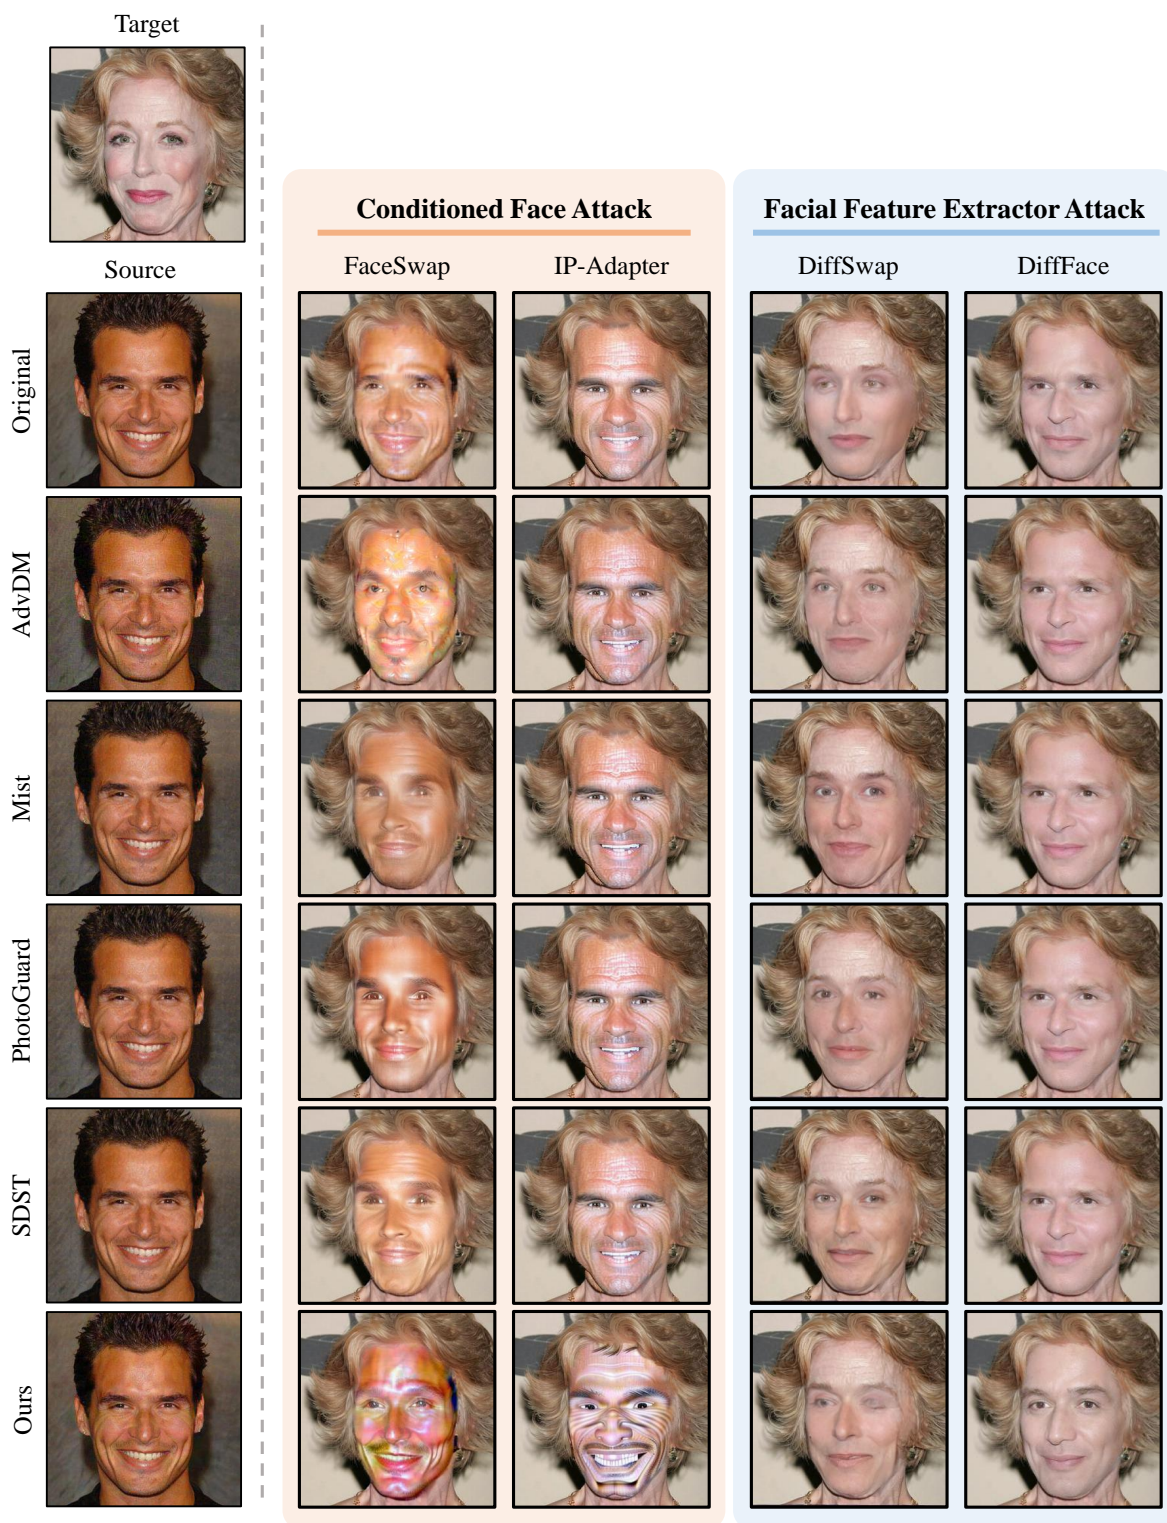 Target
Conditioned Face Attack
Facial Feature Extractor Attack
Source
FaceSwap
IP-Adapter
DiffSwap
DiffFace
Original
AdvDM
Mist
PhotoGuard
SDST
Ours